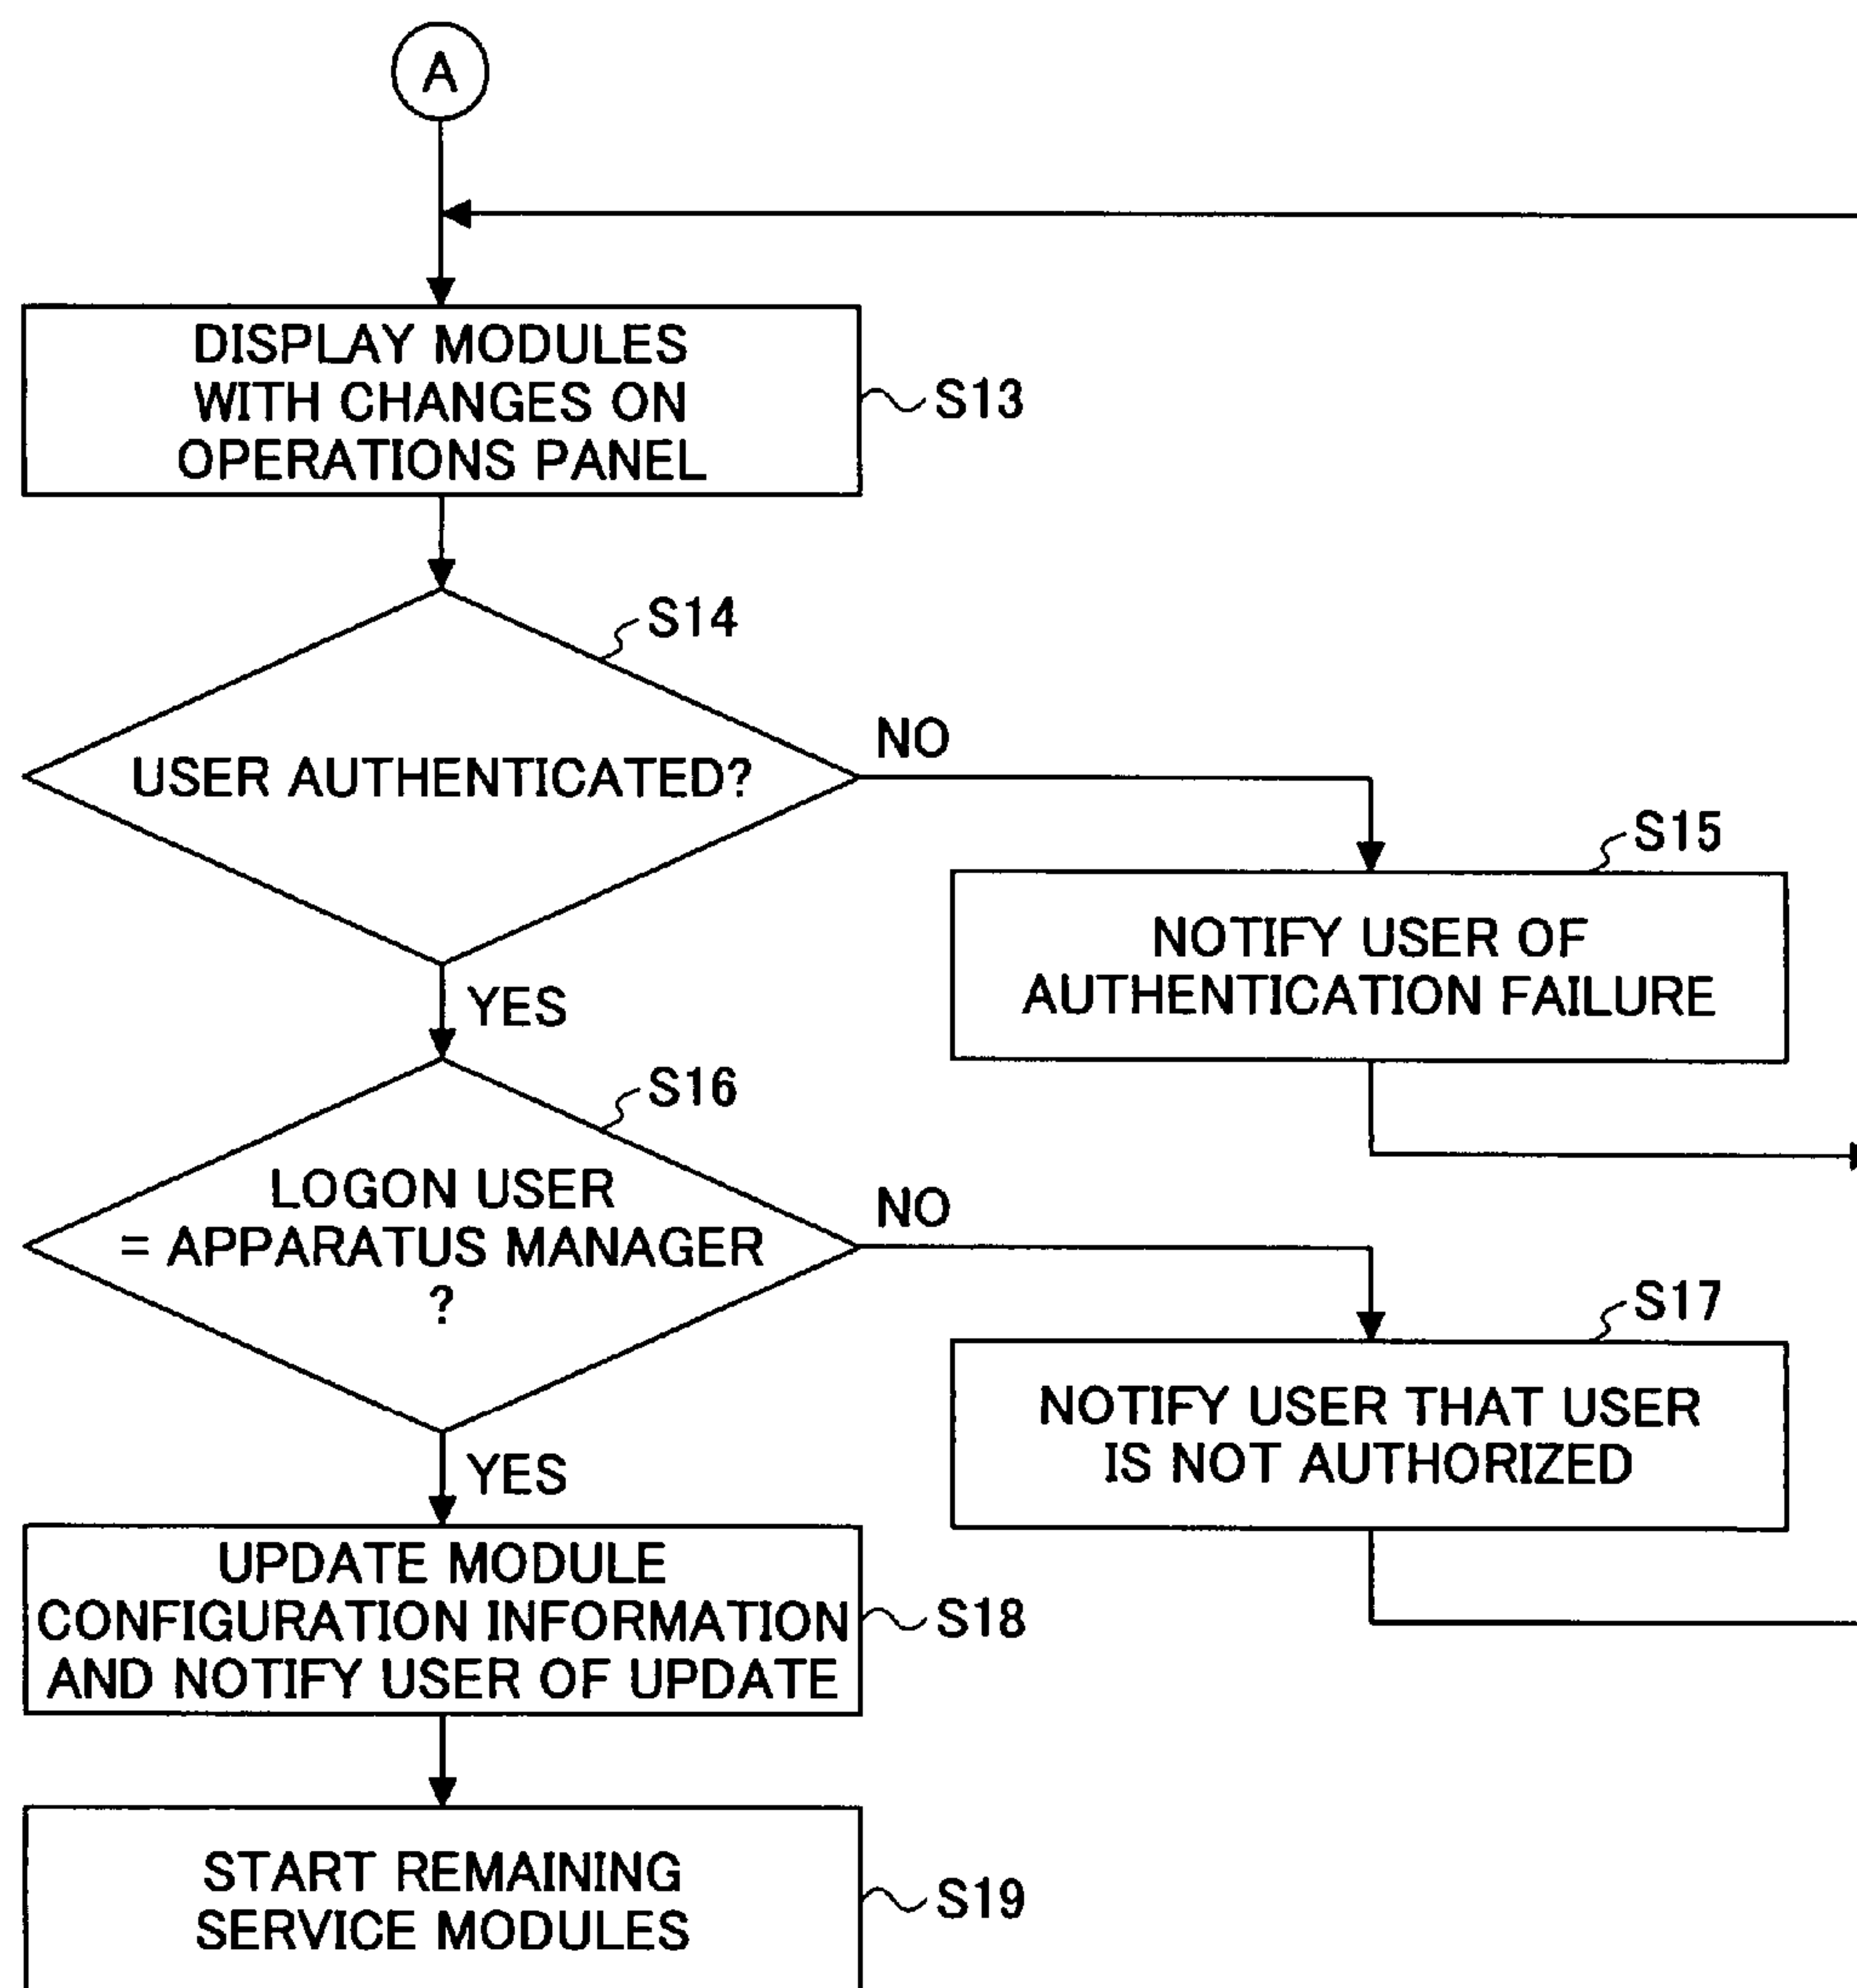 A
DISPLAY MODULES
WITH CHANGES ON
OPERATIONS PANEL
S13
S14
USER AUTHENTICATED?
NO
S15
NOTIFY USER OF
AUTHENTICATION FAILURE
YES
S16
LOGON USER
= APPARATUS MANAGER
?
NO
S17
NOTIFY USER THAT USER
IS NOT AUTHORIZED
YES
UPDATE MODULE
CONFIGURATION INFORMATION
AND NOTIFY USER OF UPDATE
S18
START REMAINING
SERVICE MODULES
S19